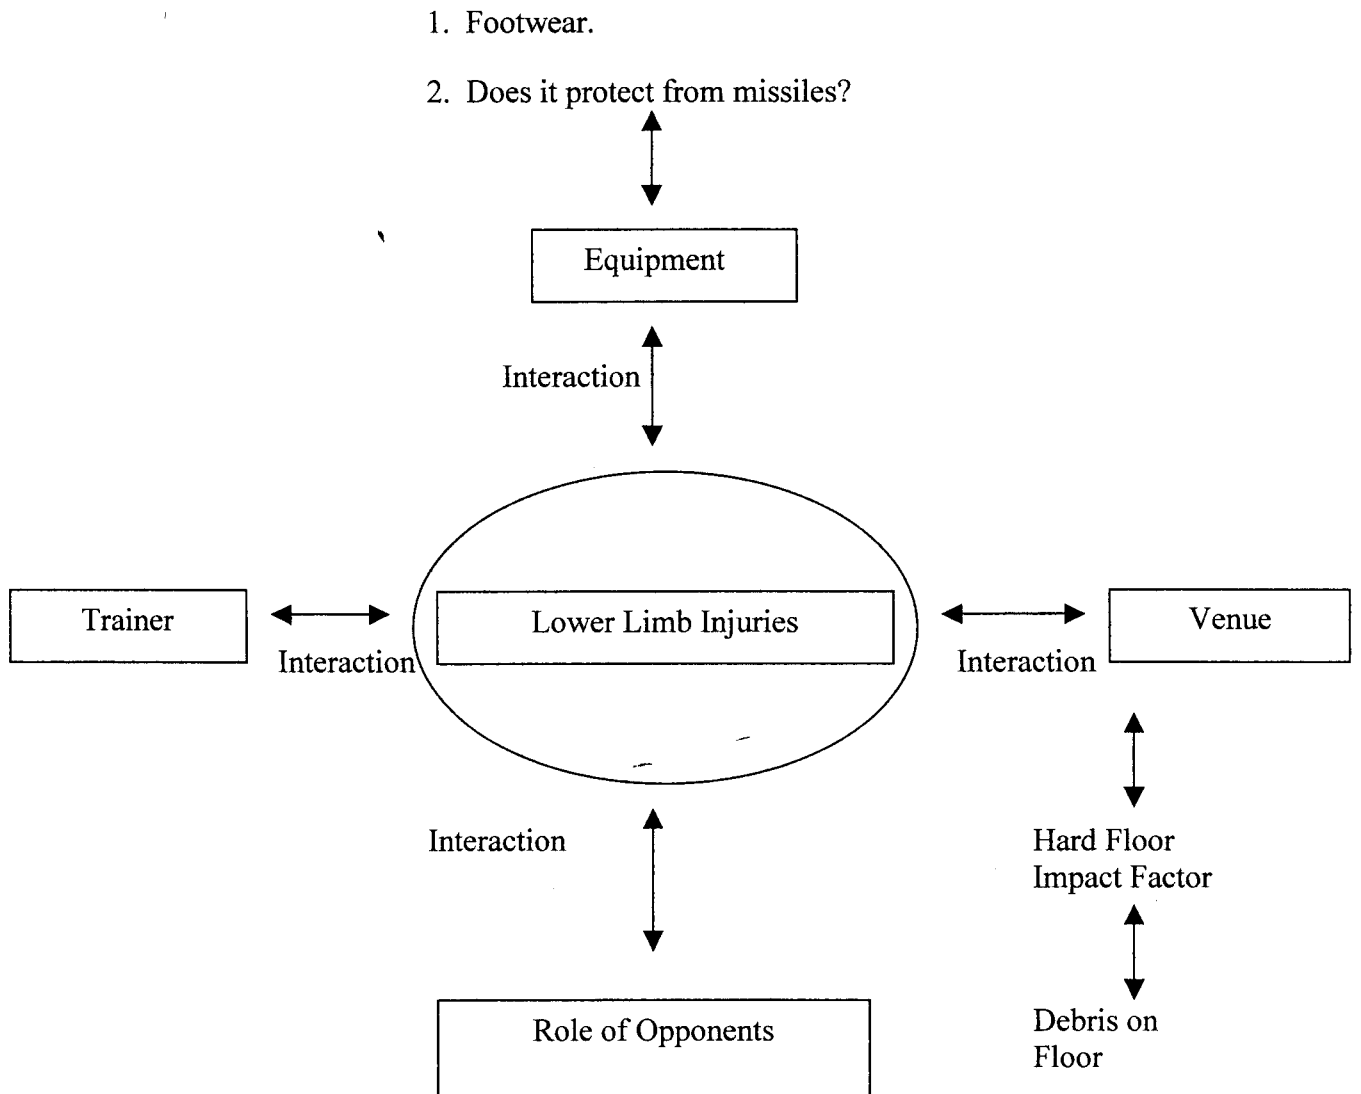 1. Footwear.
2. Does it protect from missiles?
Equipment
Interaction
Trainer
Interaction
Lower Limb Injuries
Interaction
Venue
Interaction
Hard Floor
Impact Factor
Role of Opponents
Debris on
Floor